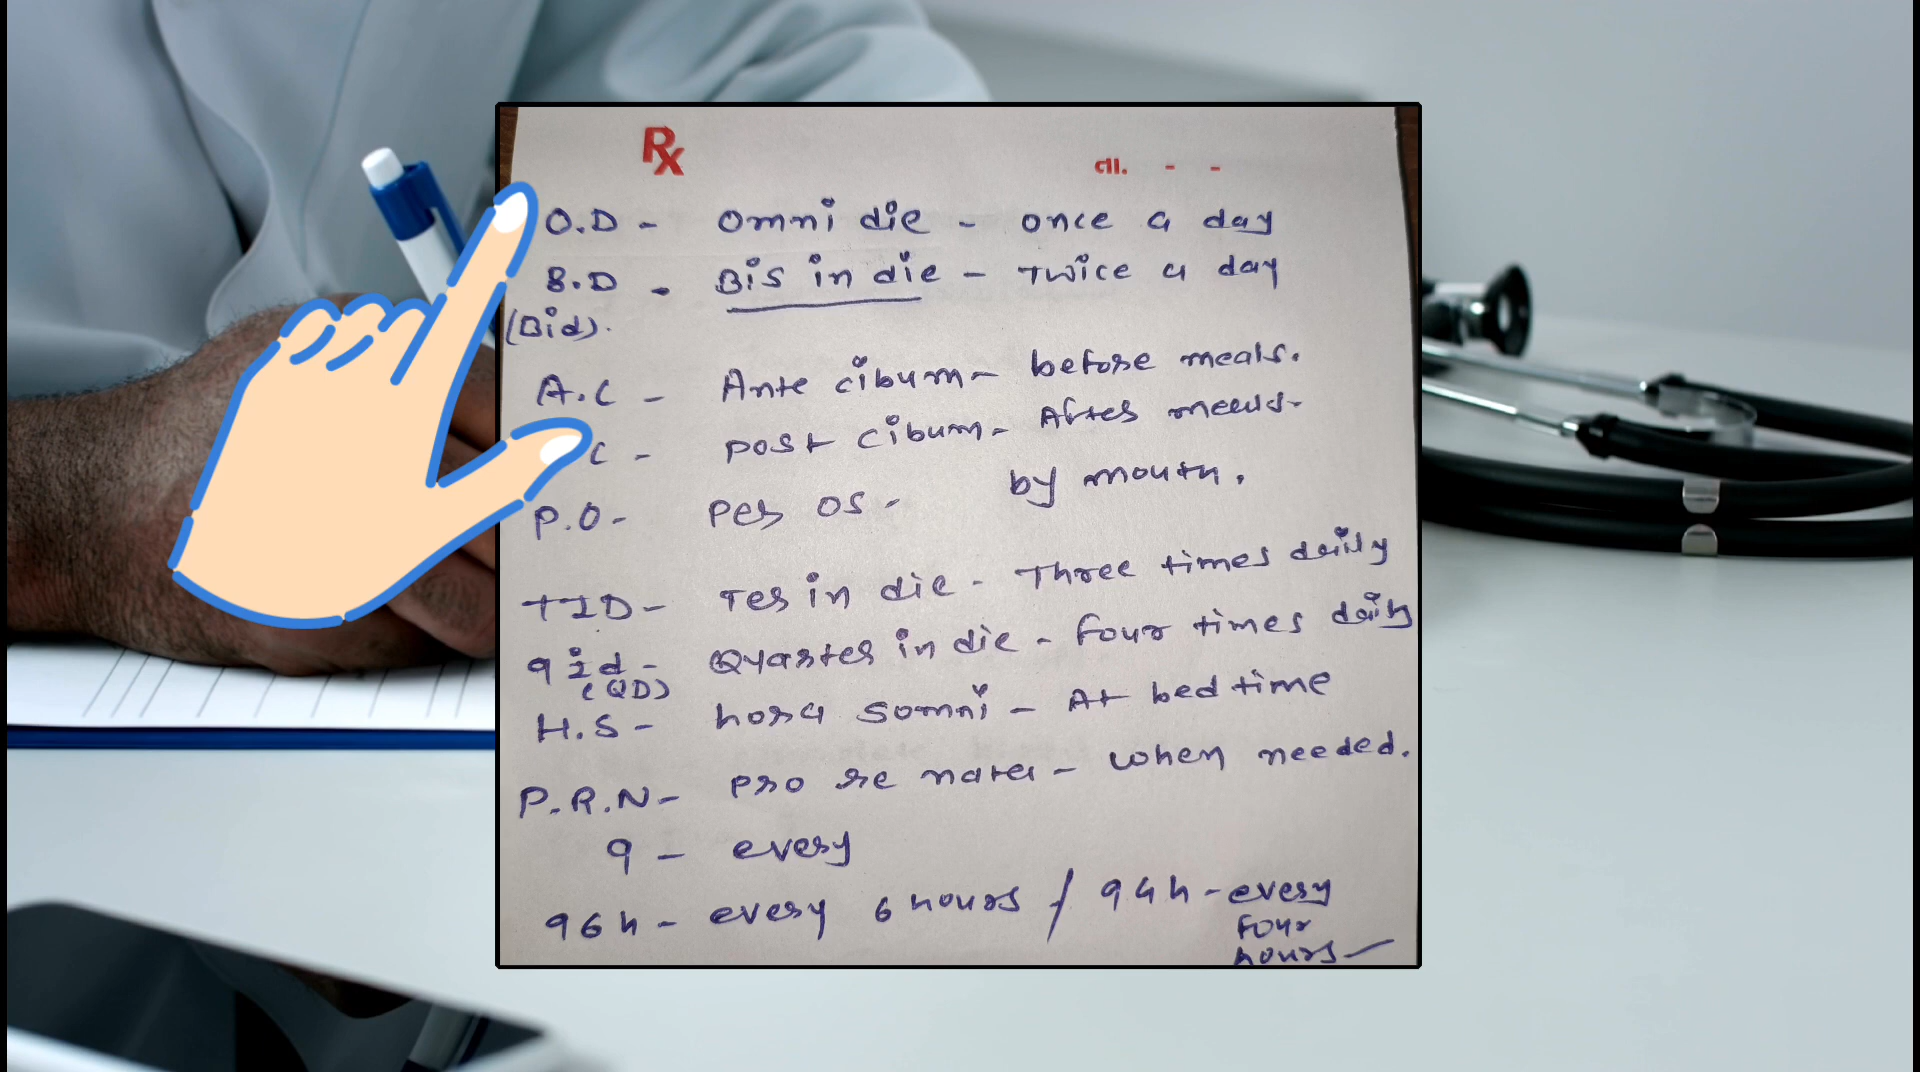 Rx
ता. - -
O.D - Omni die - once a day
B.D - Bis in die - Twice a day
(Bid).
A.C - Ante cibum - before meals.
C - post cibum - After meals-
P.O - Per os - by mouth.
TID - Ter in die - Three times daily
qid - Quarter in die - four times daily
(QD)
H.S - hora somni - At bed time
P.R.N - pro re nata - when needed.
q - every
q6h - every 6 hours / q4h - every
four
hours